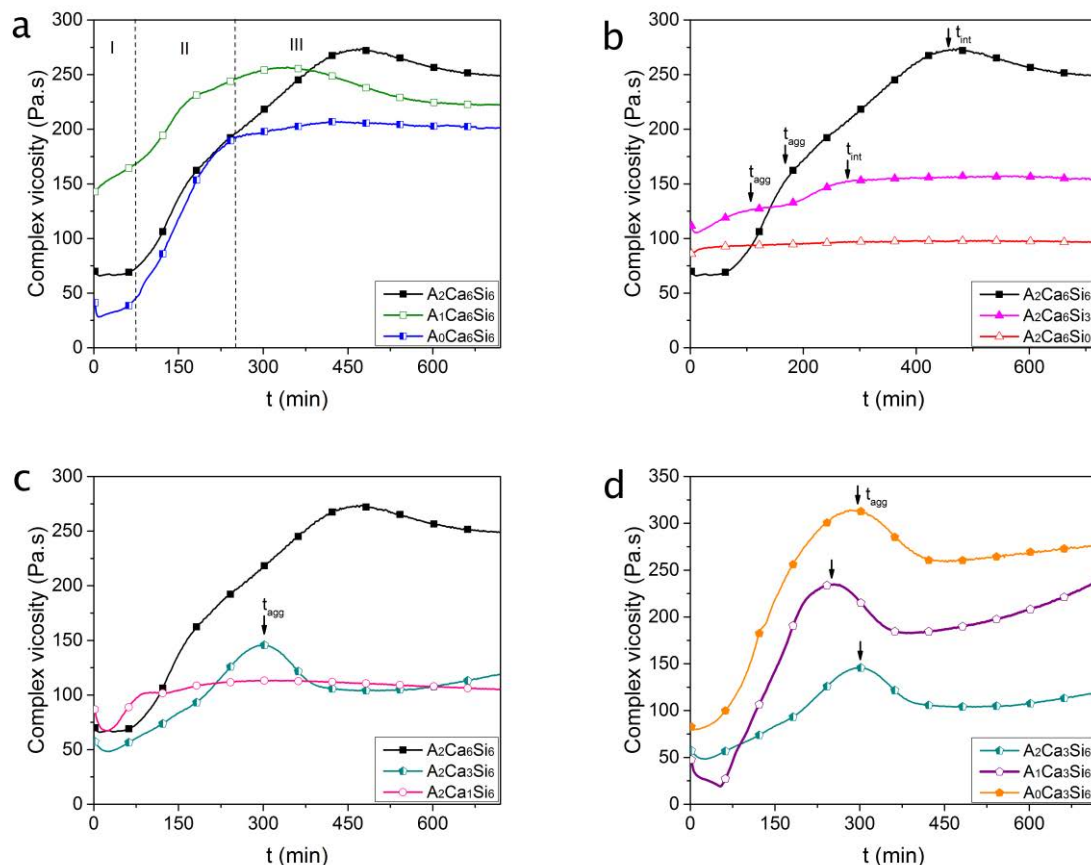 a
I
II
III
Complex vicosity (Pa.s)
300
250
200
150
100
50
0
0
150
300
450
600
t (min)
A2Ca6Si6
A1Ca6Si6
A0Ca6Si6
b
Complex vicosity (Pa.s)
300
250
200
150
100
50
0
0
200
400
600
t (min)
tint
tagg
tint
tagg
A2Ca6Si6
A2Ca6Si3
A2Ca6Si0
c
Complex vicosity (Pa.s)
300
250
200
150
100
50
0
0
150
300
450
600
t (min)
tagg
A2Ca6Si6
A2Ca3Si6
A2Ca1Si6
d
Complex vicosity (Pa.s)
350
300
250
200
150
100
50
0
0
150
300
450
600
t (min)
tagg
A2Ca3Si6
A1Ca3Si6
A0Ca3Si6